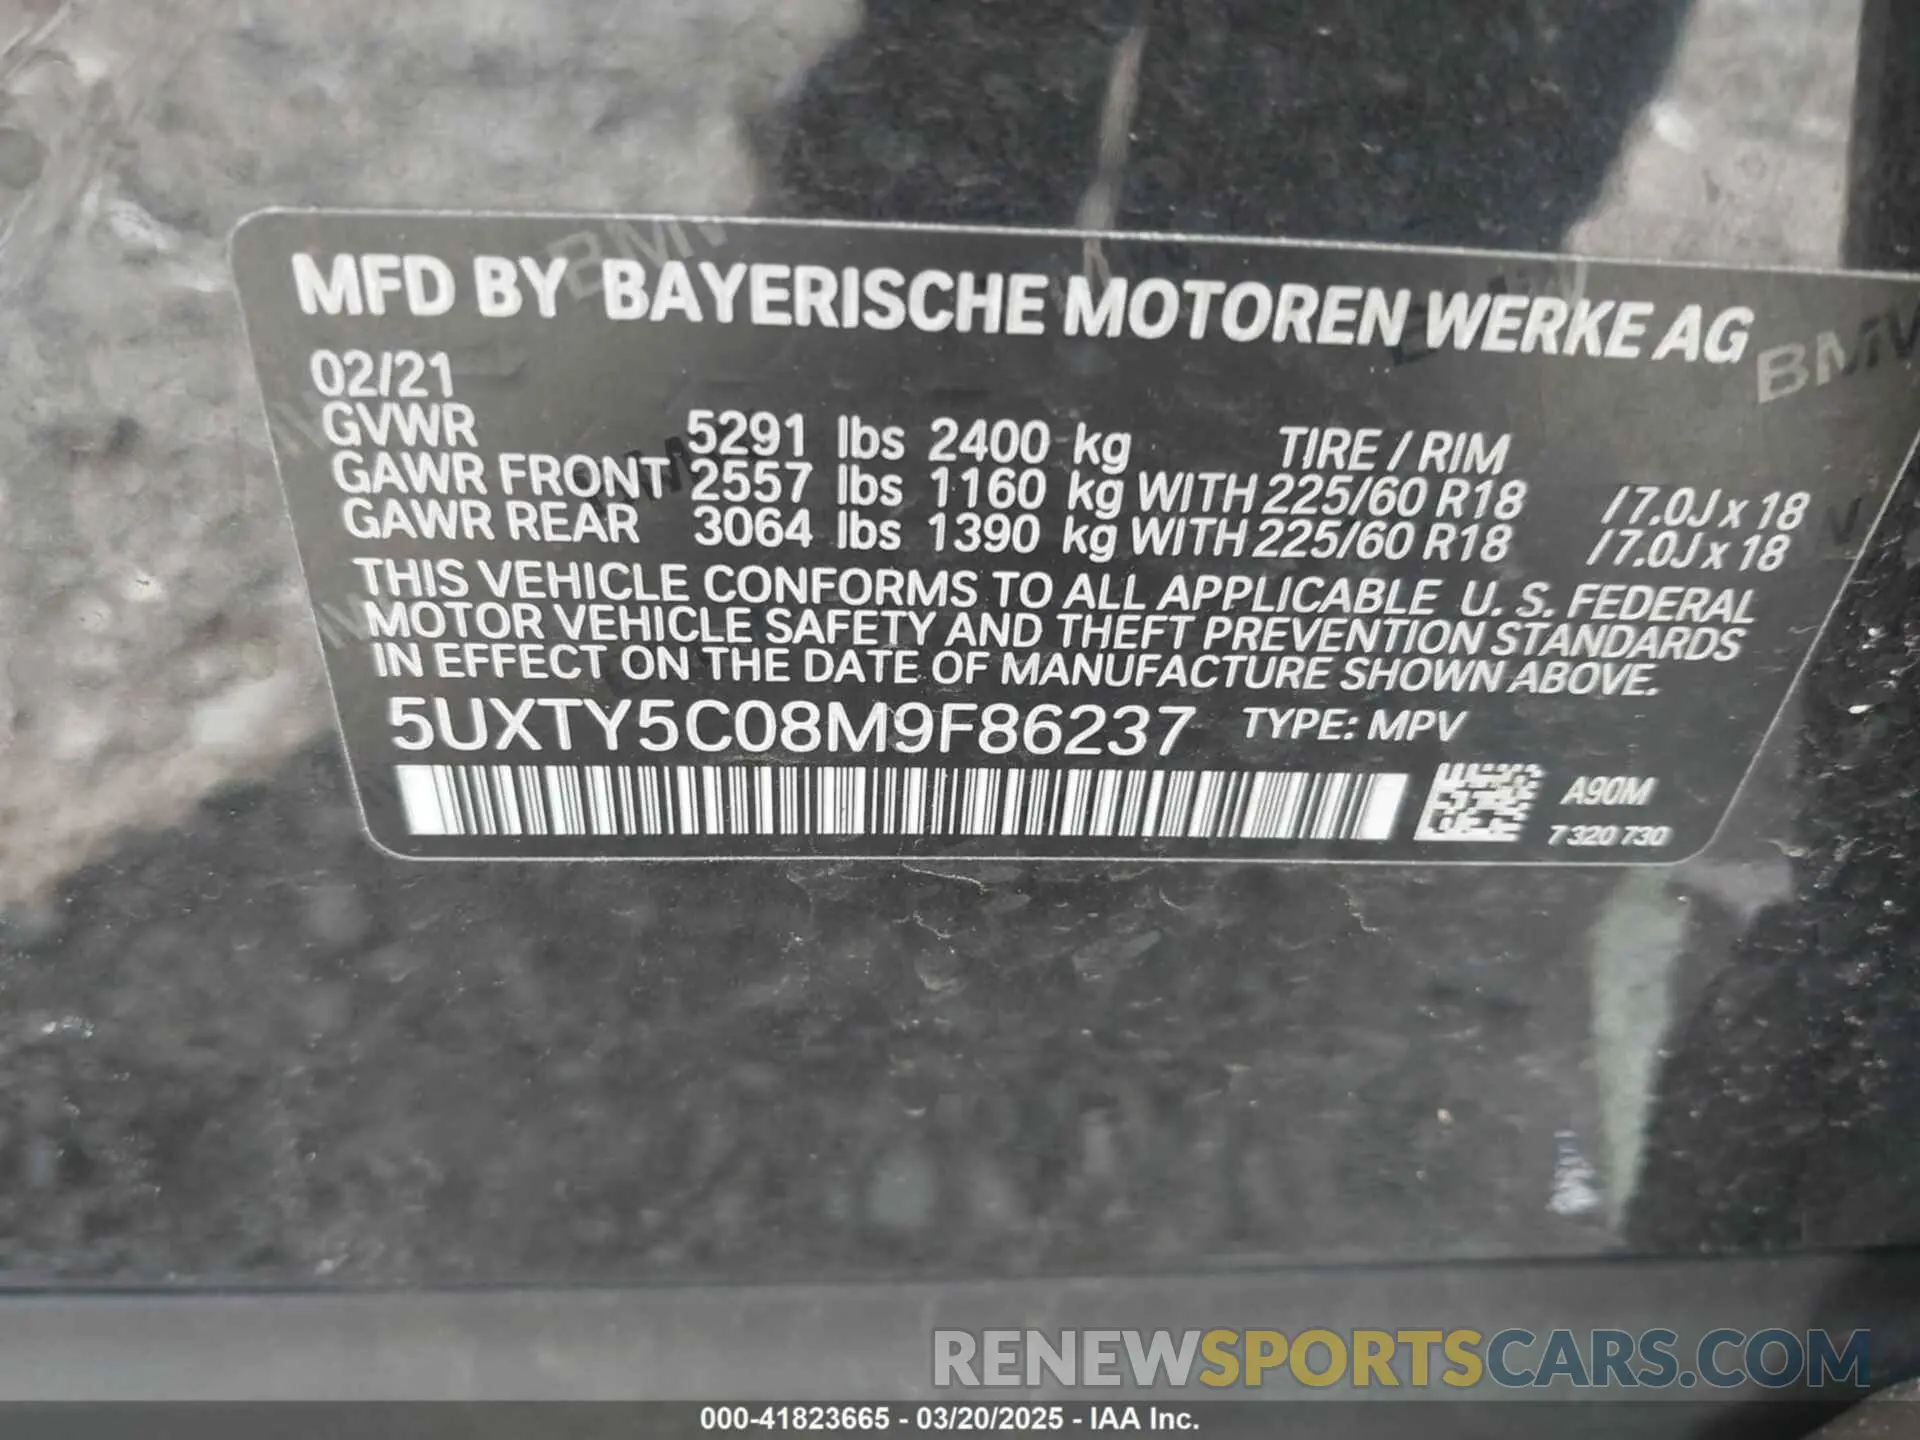 MFD BY BAYERISCHE MOTOREN WERKE AG
02/21
GVWR 5291 lbs 2400 kg TIRE / RIM
GAWR FRONT 2557 lbs 1160 kg WITH 225/60 R18 /7.0J x 18
GAWR REAR 3064 lbs 1390 kg WITH 225/60 R18 /7.0J x 18
THIS VEHICLE CONFORMS TO ALL APPLICABLE U. S. FEDERAL
MOTOR VEHICLE SAFETY AND THEFT PREVENTION STANDARDS
IN EFFECT ON THE DATE OF MANUFACTURE SHOWN ABOVE.
5UXTY5C08M9F86237 TYPE: MPV
A90M
7 320 730
RENEWSPORTSCARS.COM
000-41823665 - 03/20/2025 - IAA Inc.